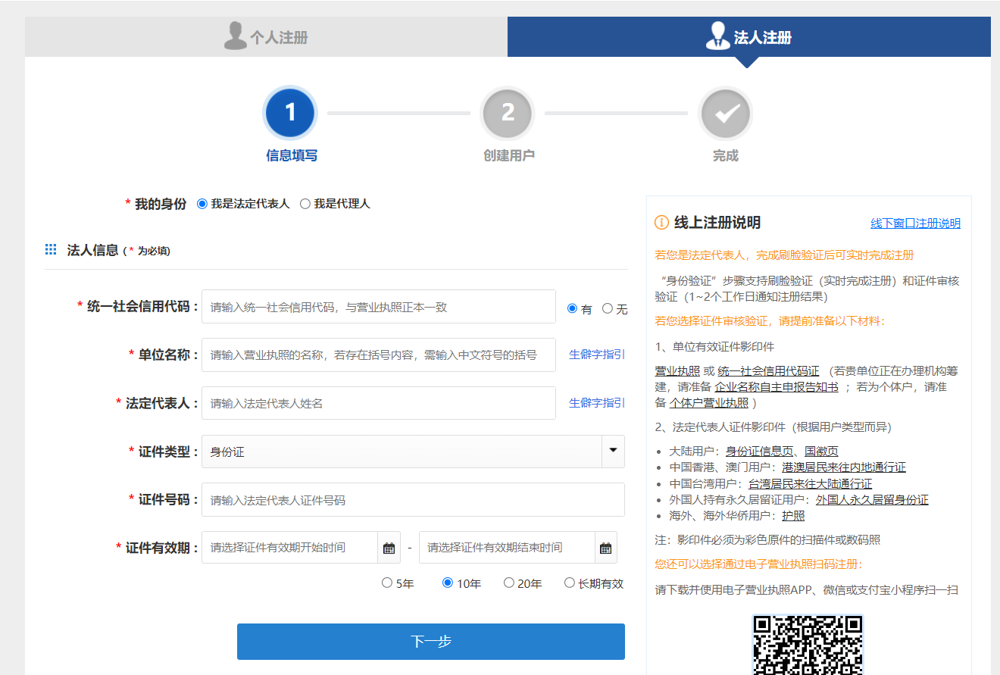 个人注册
法人注册
1
2
信息填写
创建用户
完成
* 我的身份 我是法定代表人 我是代理人
法人信息 ( * 为必填)
* 统一社会信用代码 : 请输入统一社会信用代码，与营业执照正本一致 有 无
* 单位名称 : 请输入营业执照的名称，若存在括号内容，需输入中文符号的括号 生僻字指引
* 法定代表人 : 请输入法定代表人姓名 生僻字指引
* 证件类型 : 身份证
* 证件号码 : 请输入法定代表人证件号码
* 证件有效期 : 请选择证件有效期开始时间 - 请选择证件有效期结束时间
5年 10年 20年 长期有效
下一步
线上注册说明 线下窗口注册说明
若您是法定代表人，完成刷脸验证后可实时完成注册
“身份验证”步骤支持刷脸验证（实时完成注册）和证件审核
验证（1~2个工作日通知注册结果）
若您选择证件审核验证，请提前准备以下材料：
1、单位有效证件影印件
营业执照 或 统一社会信用代码证 （若贵单位正在办理机构筹
建，请准备 企业名称自主申报告知书 ；若为个体户，请准
备 个体户营业执照 ）
2、法定代表人证件影印件（根据用户类型而异）
• 大陆用户：身份证信息页、国徽页
• 中国香港、澳门用户：港澳居民来往内地通行证
• 中国台湾用户：台湾居民来往大陆通行证
• 外国人持有永久居留证用户：外国人永久居留身份证
• 海外、海外华侨用户：护照
注：影印件必须为彩色原件的扫描件或数码照
您还可以选择通过电子营业执照扫码注册：
请下载并使用电子营业执照APP、微信或支付宝小程序扫一扫